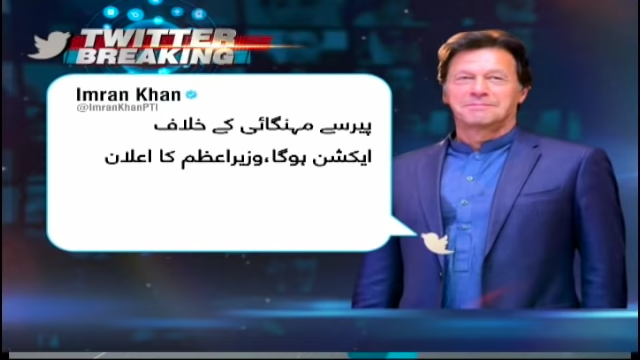 TWITTER
BREAKING
Imran Khan
@ImranKhanPTI
پیرسے مہنگائی کے خلاف
ایکشن ہوگا،وزیراعظم کا اعلان